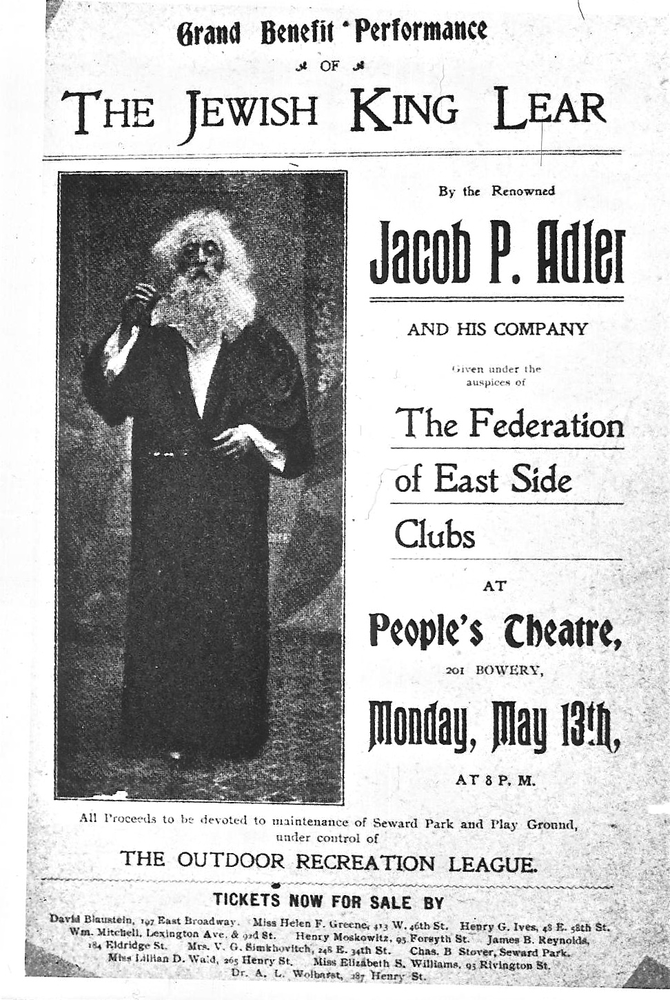 Grand Benefit Performance
OF
THE JEWISH KING LEAR
By the Renowned
Jacob P. Adler
AND HIS COMPANY
Given under the
auspices of
The Federation
of East Side
Clubs
AT
People's Theatre,
201 BOWERY,
Monday, May 13th,
AT 8 P. M.
All Proceeds to be devoted to maintenance of Seward Park and Play Ground,
under control of
THE OUTDOOR RECREATION LEAGUE.
TICKETS NOW FOR SALE BY
David Blaustein, 197 East Broadway. Miss Helen F. Greene, 413 W. 46th St. Henry G. Ives, 48 E. 58th St.
Wm. Mitchell, Lexington Ave. & 92d St. Henry Moskowitz, 95 Forsyth St. James B. Reynolds,
184 Eldridge St. Mrs. V. G. Simkhovitch, 248 E. 34th St. Chas. B Stover, Seward Park.
Miss Lillian D. Wald, 265 Henry St. Miss Elizabeth S. Williams, 95 Rivington St.
Dr. A. L. Wolbarst, 287 Henry St.